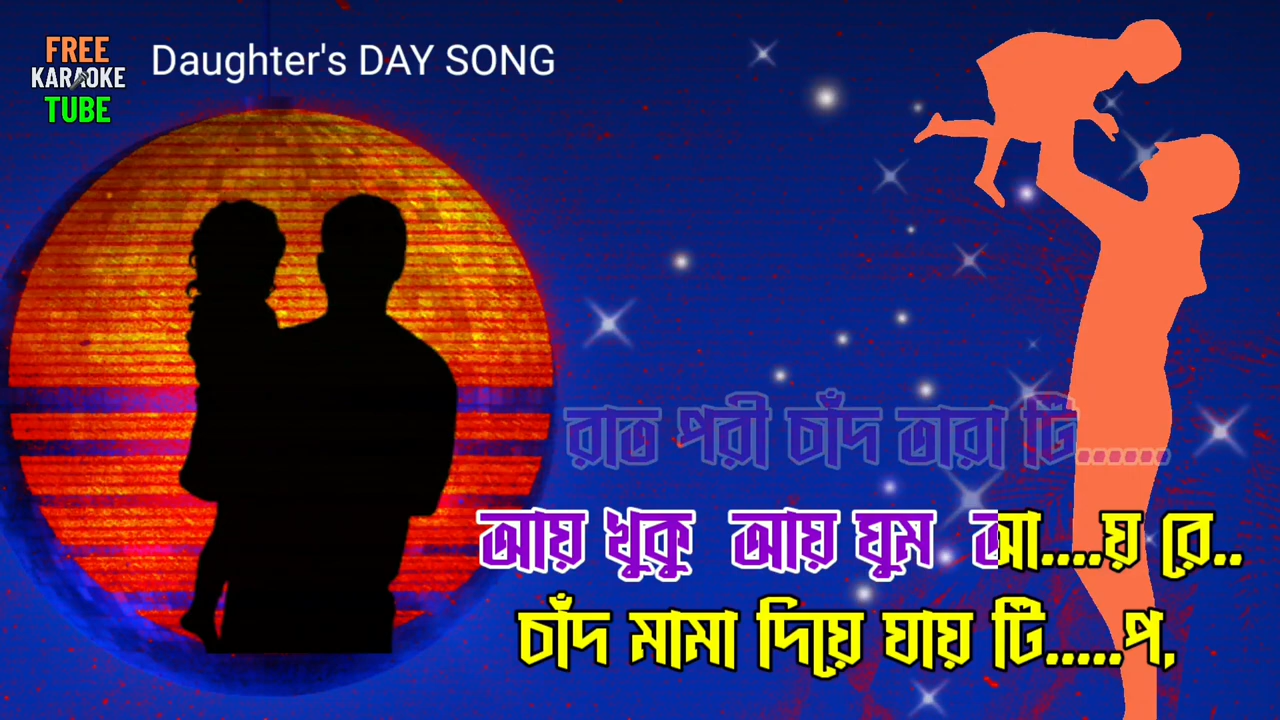 FREE
KARAOKE
TUBE
Daughter's DAY SONG
রাত পরী চাঁদ তারা টি......
আয় খুকু আয় ঘুম আ....য় রে..
চাঁদ মামা দিয়ে যায় টি.....প,